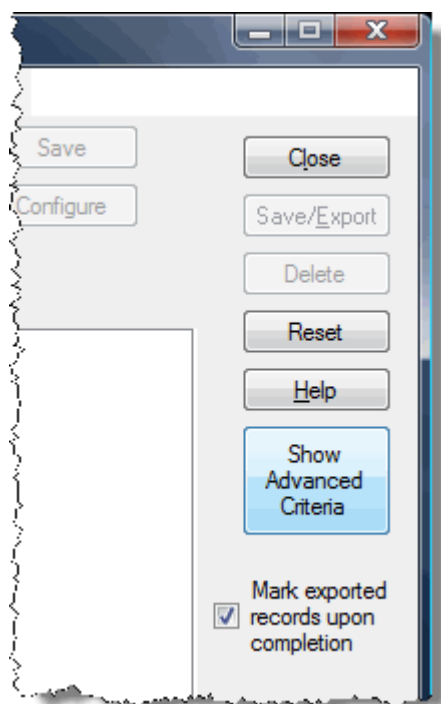 Save
Close
Configure
Save/Export
Delete
Reset
Help
Show
Advanced
Criteria
Mark exported
records upon
completion